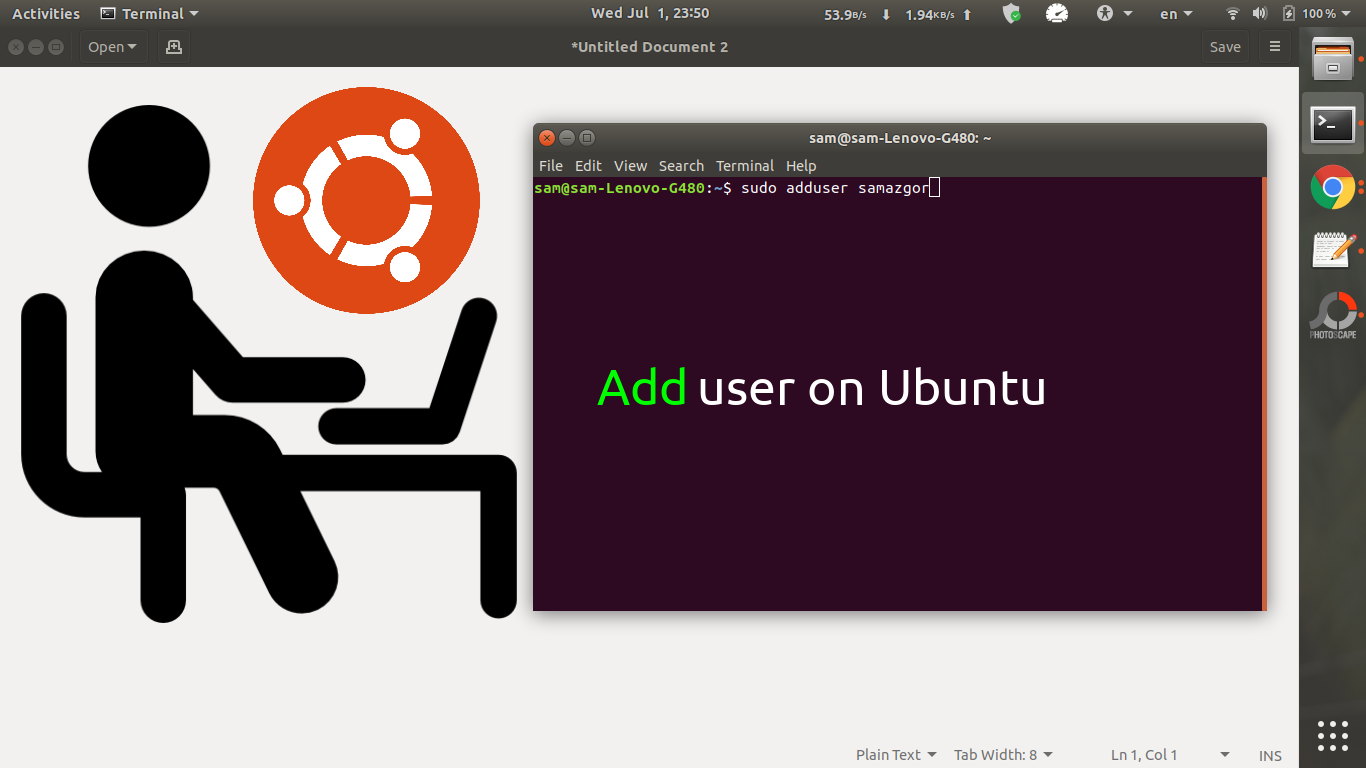 Activities Terminal Wed Jul 1, 23:50 53.9B/s 1.94KB/s en 100 %
Open *Untitled Document 2 Save
sam@sam-Lenovo-G480: ~
File Edit View Search Terminal Help
sam@sam-Lenovo-G480:~$ sudo adduser samazgor
Add user on Ubuntu
PHOTOSCAPE
Plain Text Tab Width: 8 Ln 1, Col 1 INS